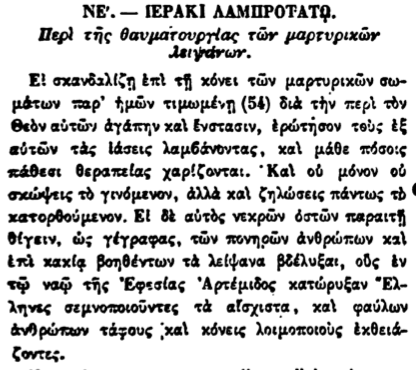 ΝΕ'. — ΙΕΡΑΚΙ ΛΑΜΠΡΟΤΑΤΩ.
Περὶ τῆς θαυματουργίας τῶν μαρτυρικῶν
λειψάνων.
Εἰ σκανδαλίζῃ ἐπὶ τῇ κόνει τῶν μαρτυρικῶν σω-
μάτων παρ' ἡμῶν τιμωμένῃ (54) διὰ τὴν περὶ τὸν
Θεὸν αὐτῶν ἀγάπην καὶ ἔνστασιν, ἐρώτησον τοὺς ἐξ
αὐτῶν τὰς ἰάσεις λαμβάνοντας, καὶ μάθε πόσοις
πάθεσι θεραπείας χαρίζονται. Καὶ οὐ μόνον οὐ
σκώψεις τὸ γινόμενον, ἀλλὰ καὶ ζηλώσεις πάντως τὸ
κατορθούμενον. Εἰ δὲ αὐτὸς νεκρῶν ὀστῶν παραιτῇ
θίγειν, ὡς γέγραφας, τῶν πονηρῶν ἀνθρώπων καὶ
ἐπὶ κακίᾳ βοηθέντων τὰ λείψανα βδέλυξαι, οὓς ἐν
τῷ ναῷ τῆς Ἐφεσίας Ἀρτέμιδος κατώρυξαν Ἕλ-
ληνες σεμνοποιοῦντες τὰ αἴσχιστα, καὶ φαύλων
ἀνθρώπων τάφους καὶ κόνεις λοιμοποιοὺς ἐκθειά-
ζοντες.